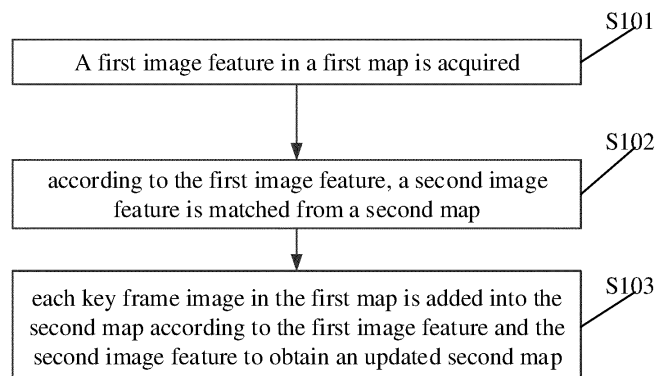 S101
A first image feature in a first map is acquired
S102
according to the first image feature, a second image
feature is matched from a second map
S103
each key frame image in the first map is added into the
second map according to the first image feature and the
second image feature to obtain an updated second map